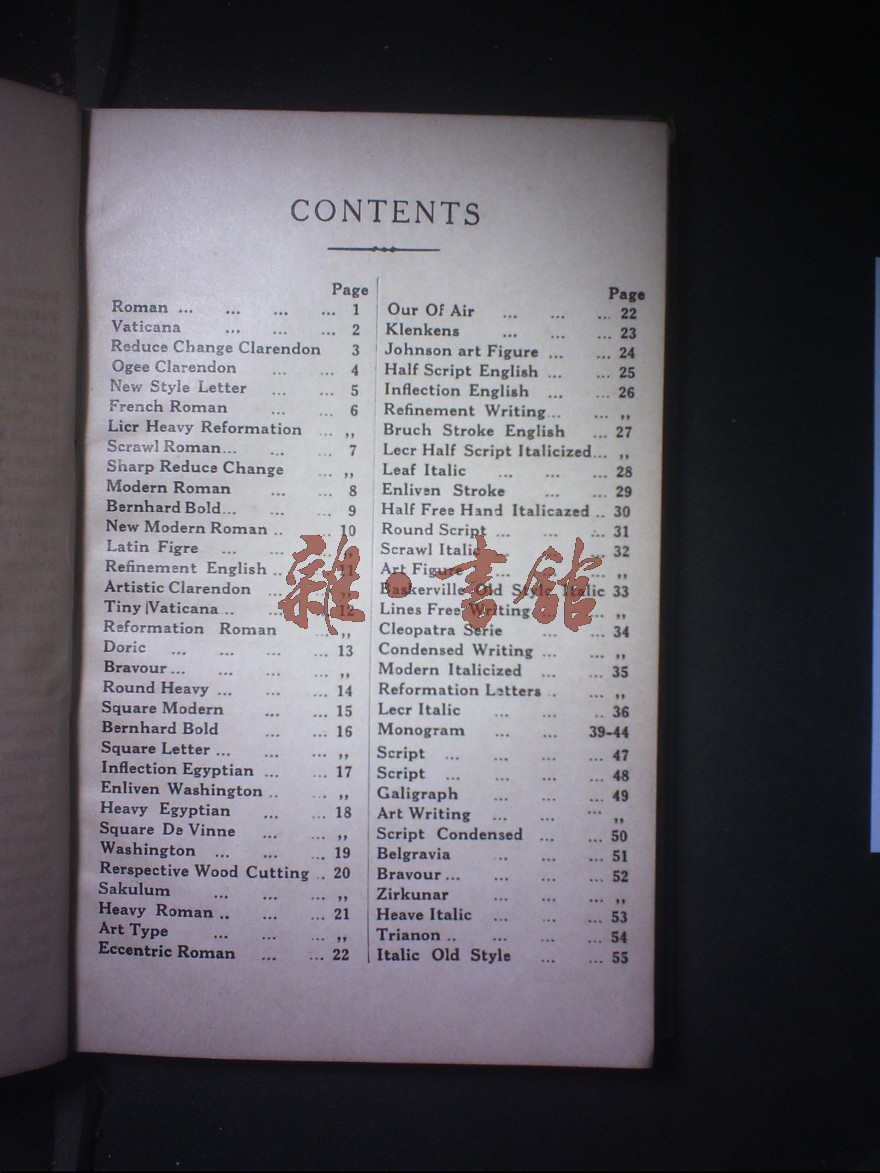 CONTENTS
Page
Roman ... ... ... ... 1
Vaticana ... ... ... 2
Reduce Change Clarendon 3
Ogee Clarendon ... ... 4
New Style Letter ... ... 5
French Roman ... ... 6
Licr Heavy Reformation ... ,,
Scrawl Roman... ... ... 7
Sharp Reduce Change ... ,,
Modern Roman ... ... 8
Bernhard Bold... ... ... 9
New Modern Roman .. ... 10
Latin Figre ... ... ... ,,
Refinement English .. ... 11
Artistic Clarendon ... ... ,,
Tiny Vaticana .. ... ... 12
Reformation Roman ... ,,
Doric ... ... ... ... 13
Bravour ... ... ... ... ,,
Round Heavy ... ... ... 14
Square Modern ... ... 15
Bernhard Bold ... ... 16
Square Letter ... ... ... ,,
Inflection Egyptian ... ... 17
Enliven Washington .. ... ,,
Heavy Egyptian ... ... 18
Square De Vinne ... ... ,,
Washington ... ... ... 19
Rerspective Wood Cutting .. 20
Sakulum ... ... ... ,,
Heavy Roman .. ... ... 21
Art Type ... ... ... ,,
Eccentric Roman ... ... 22
Page
Our Of Air ... ... ... 22
Klenkens ... ... ... 23
Johnson art Figure ... ... 24
Half Script English ... ... 25
Inflection English ... ... 26
Refinement Writing .. ... ,,
Bruch Stroke English ... 27
Lecr Half Script Italicized... ,,
Leaf Italic ... ... ... 28
Enliven Stroke ... ... 29
Half Free Hand Italicazed .. 30
Round Script ... ... ... 31
Scrawl Italic ... ... ... 32
Art Figure ... ... ... ,,
Baskerville Old Style Italic 33
Lines Free Writing ... ,,
Cleopatra Serie ... ... 34
Condensed Writing ... ... ,,
Modern Italicized ... ... 35
Reformation Letters .. ... ,,
Lecr Italic ... ... .. 36
Monogram ... ... 39-44
Script ... ... ... ... 47
Script ... ... ... ... 48
Galigraph ... ... ... 49
Art Writing ... ... ... ,,
Script Condensed ... ... 50
Belgravia ... ... ... 51
Bravour ... ... ... ... 52
Zirkunar ... ... ... ,,
Heave Italic ... ... ... 53
Trianon .. ... ... ... 54
Italic Old Style ... ... 55
雜·書館